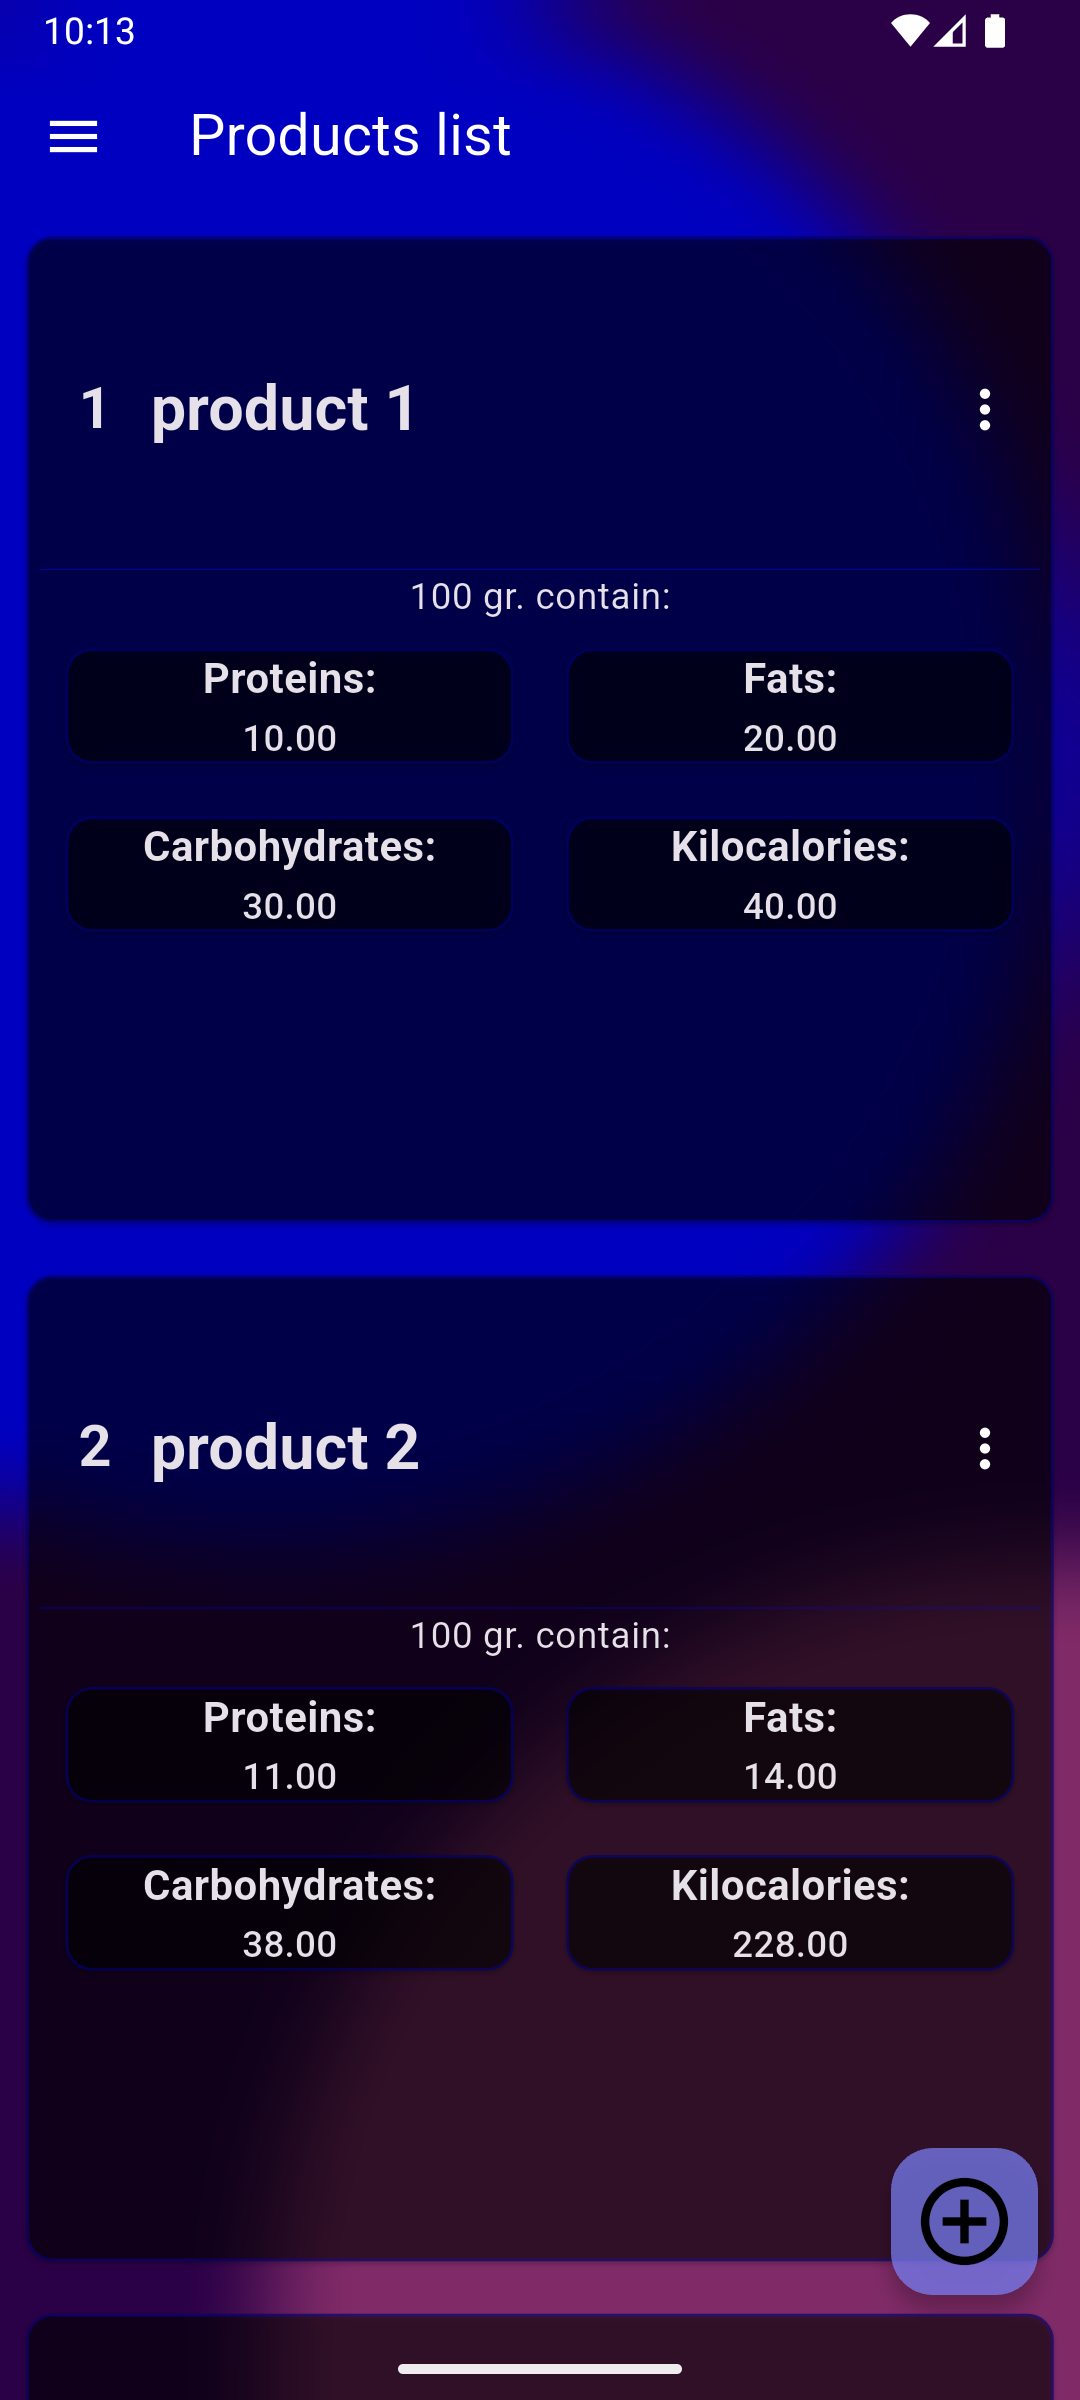 10:13
Products list
1 product 1
100 gr. contain:
Proteins: Fats:
10.00 20.00
Carbohydrates: Kilocalories:
30.00 40.00
2 product 2
100 gr. contain:
Proteins: Fats:
11.00 14.00
Carbohydrates: Kilocalories:
38.00 228.00